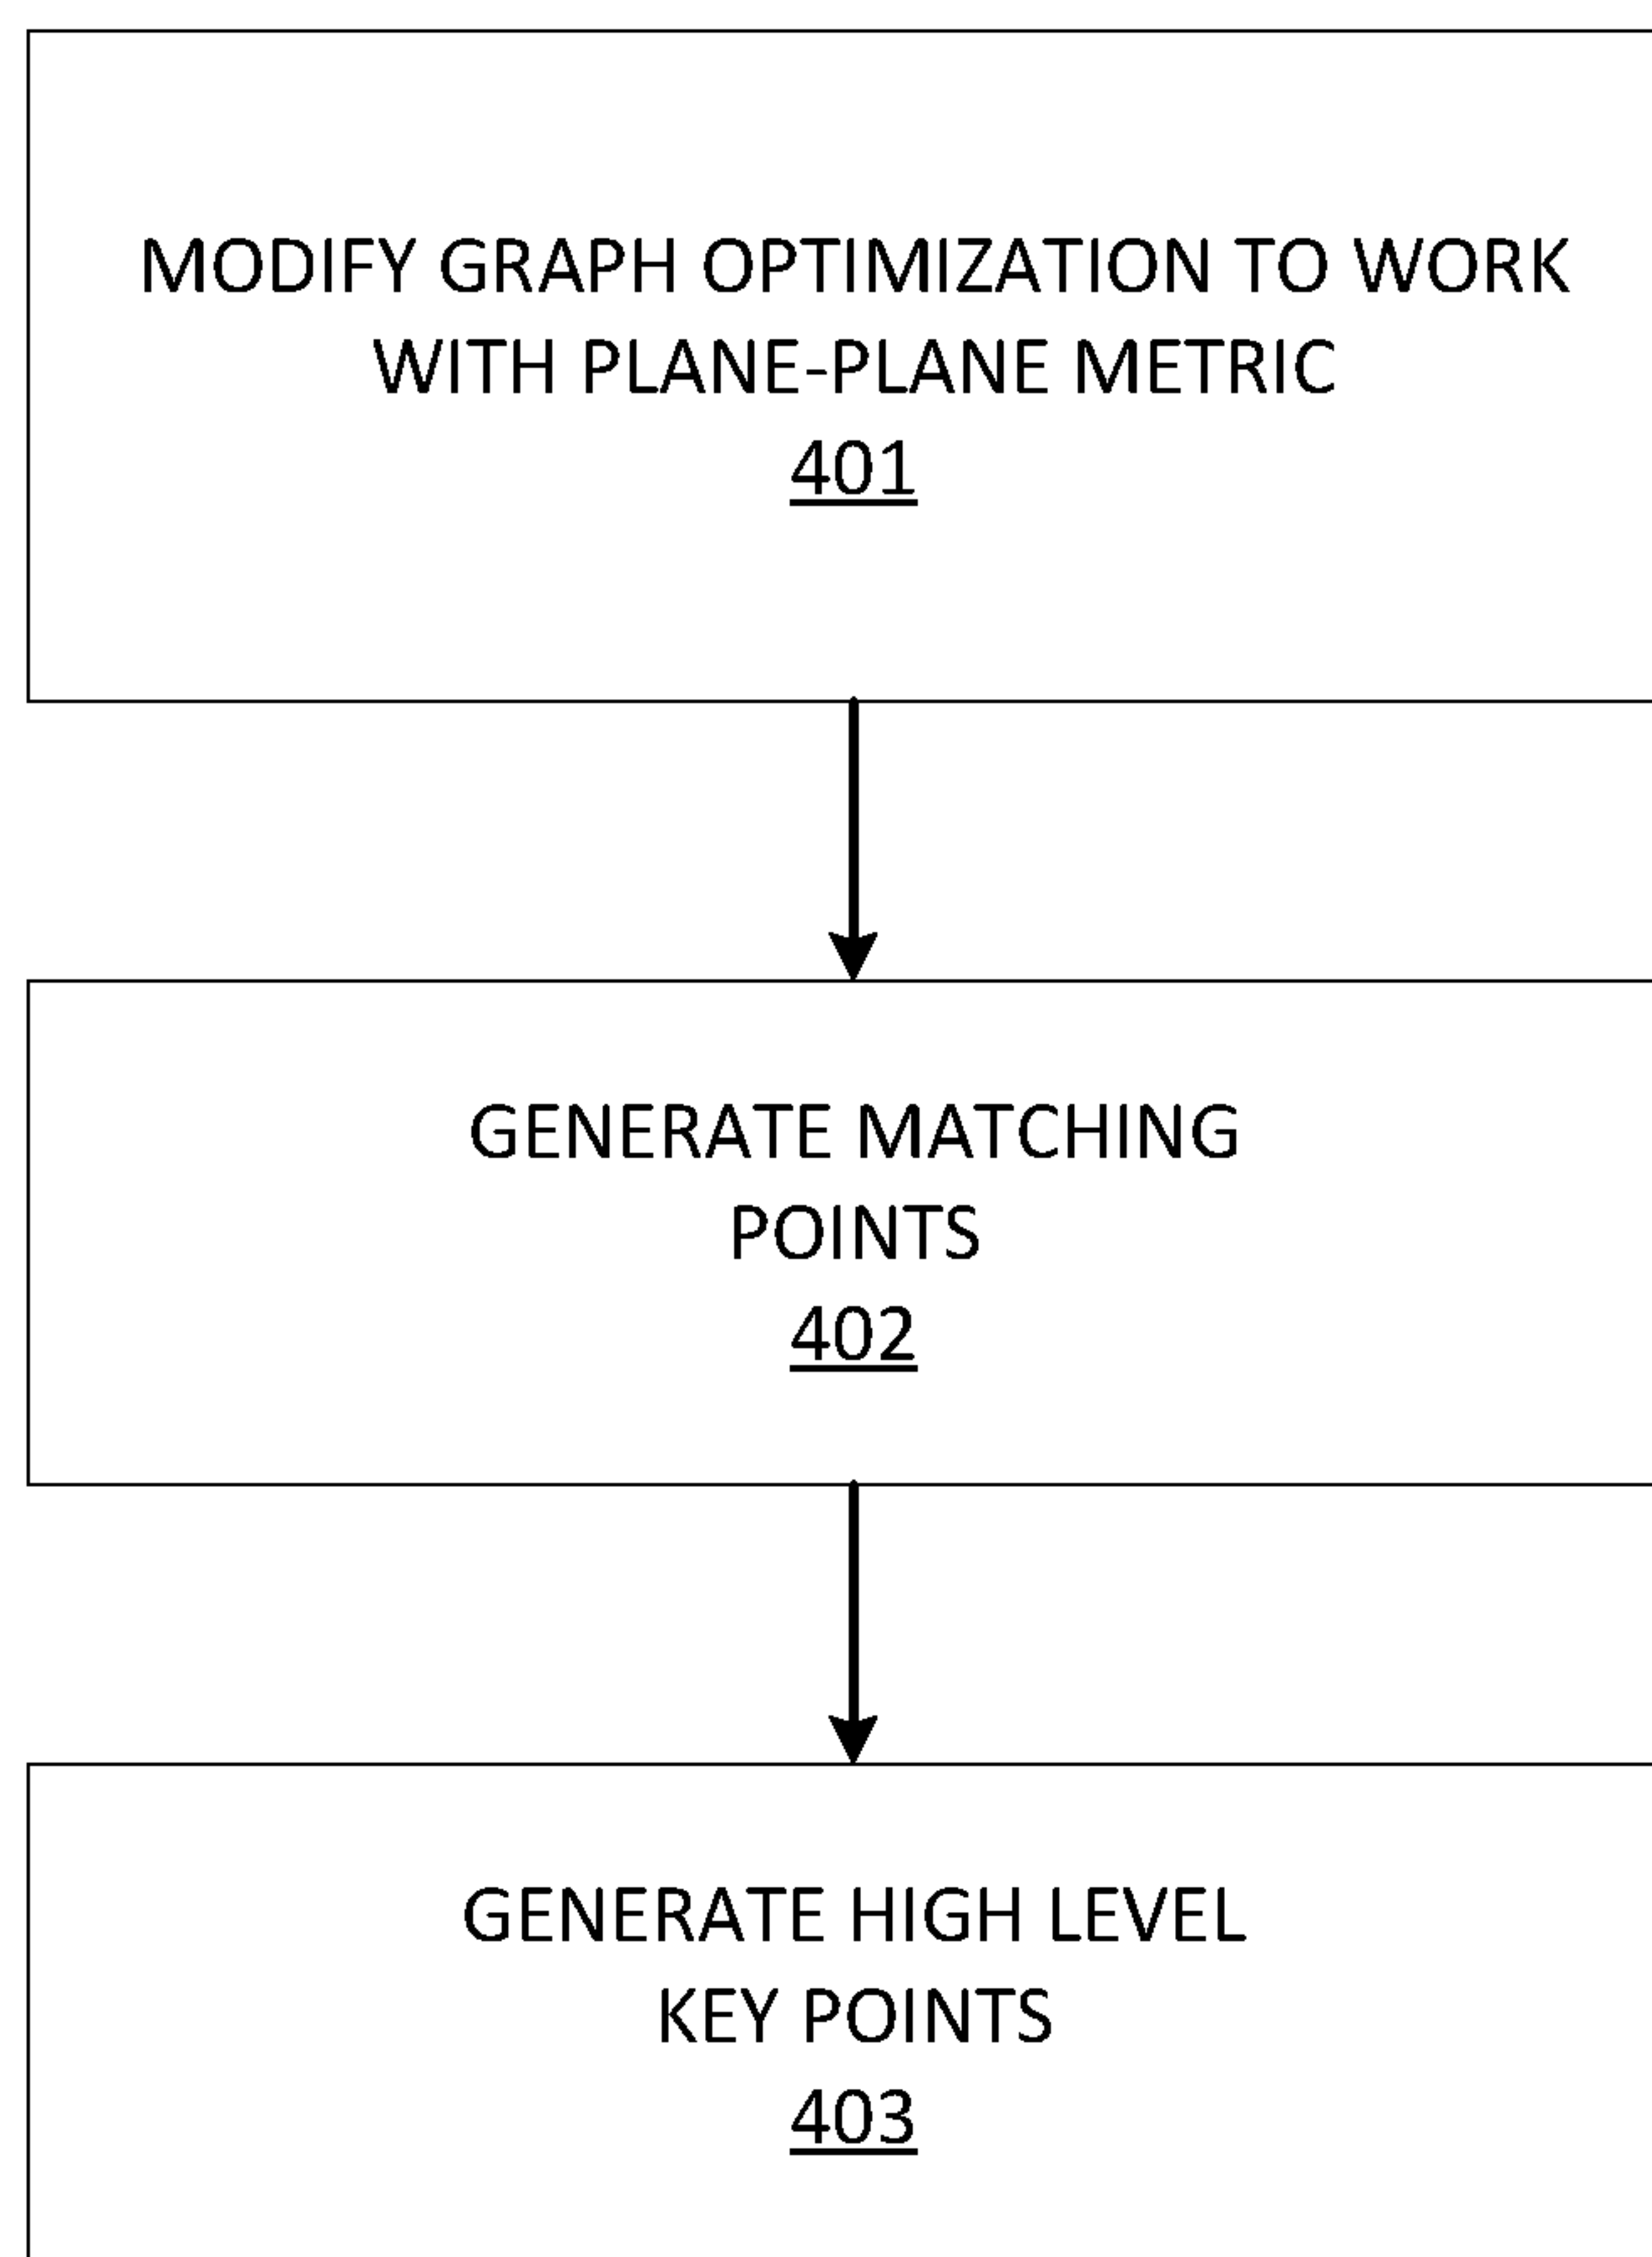 MODIFY GRAPH OPTIMIZATION TO WORK
WITH PLANE-PLANE METRIC
401
GENERATE MATCHING
POINTS
402
GENERATE HIGH LEVEL
KEY POINTS
403